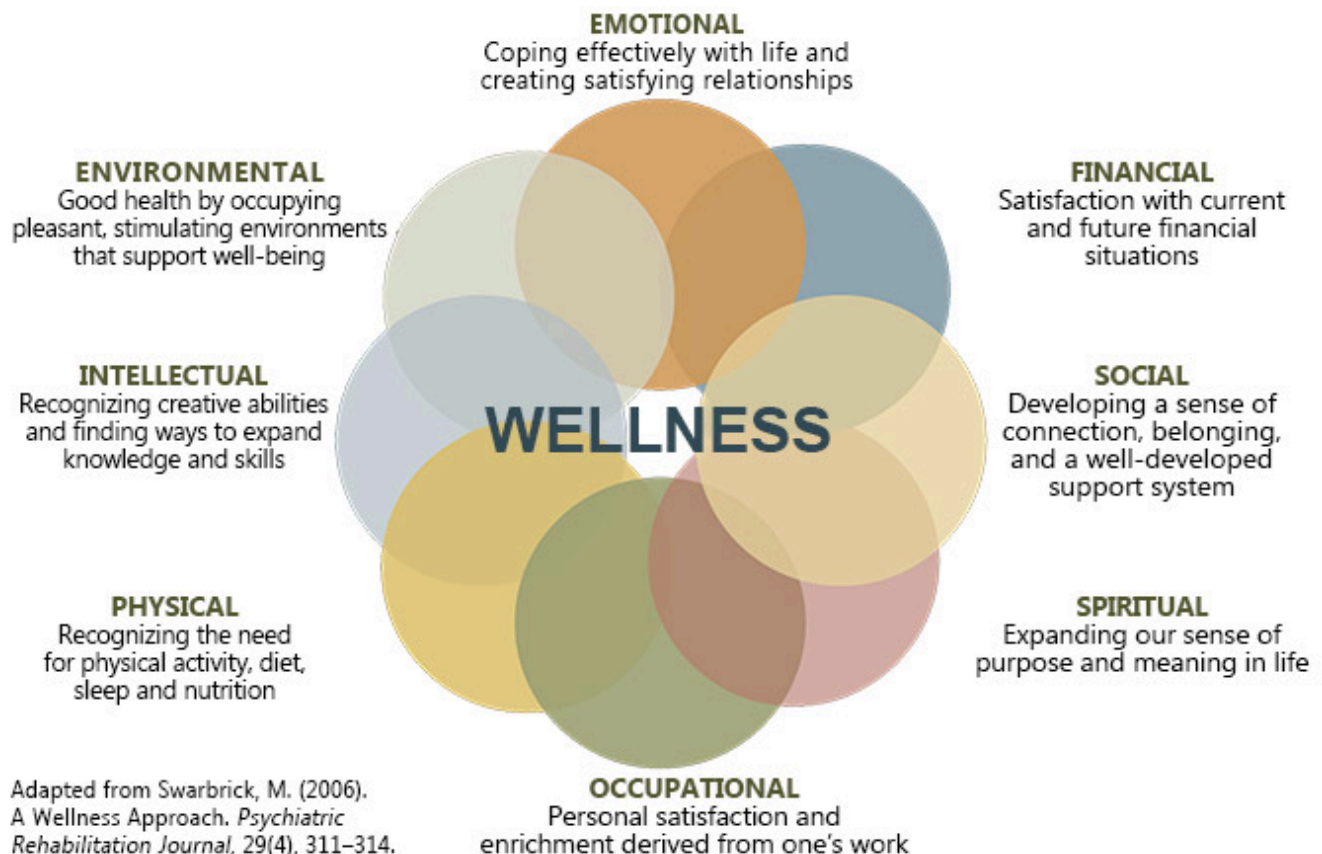 EMOTIONAL
Coping effectively with life and
creating satisfying relationships
ENVIRONMENTAL
Good health by occupying
pleasant, stimulating environments
that support well-being
FINANCIAL
Satisfaction with current
and future financial
situations
INTELLECTUAL
Recognizing creative abilities
and finding ways to expand
knowledge and skills
WELLNESS
SOCIAL
Developing a sense of
connection, belonging,
and a well-developed
support system
PHYSICAL
Recognizing the need
for physical activity, diet,
sleep and nutrition
SPIRITUAL
Expanding our sense of
purpose and meaning in life
OCCUPATIONAL
Personal satisfaction and
enrichment derived from one's work
Adapted from Swarbrick, M. (2006).
A Wellness Approach. Psychiatric
Rehabilitation Journal, 29(4), 311–314.